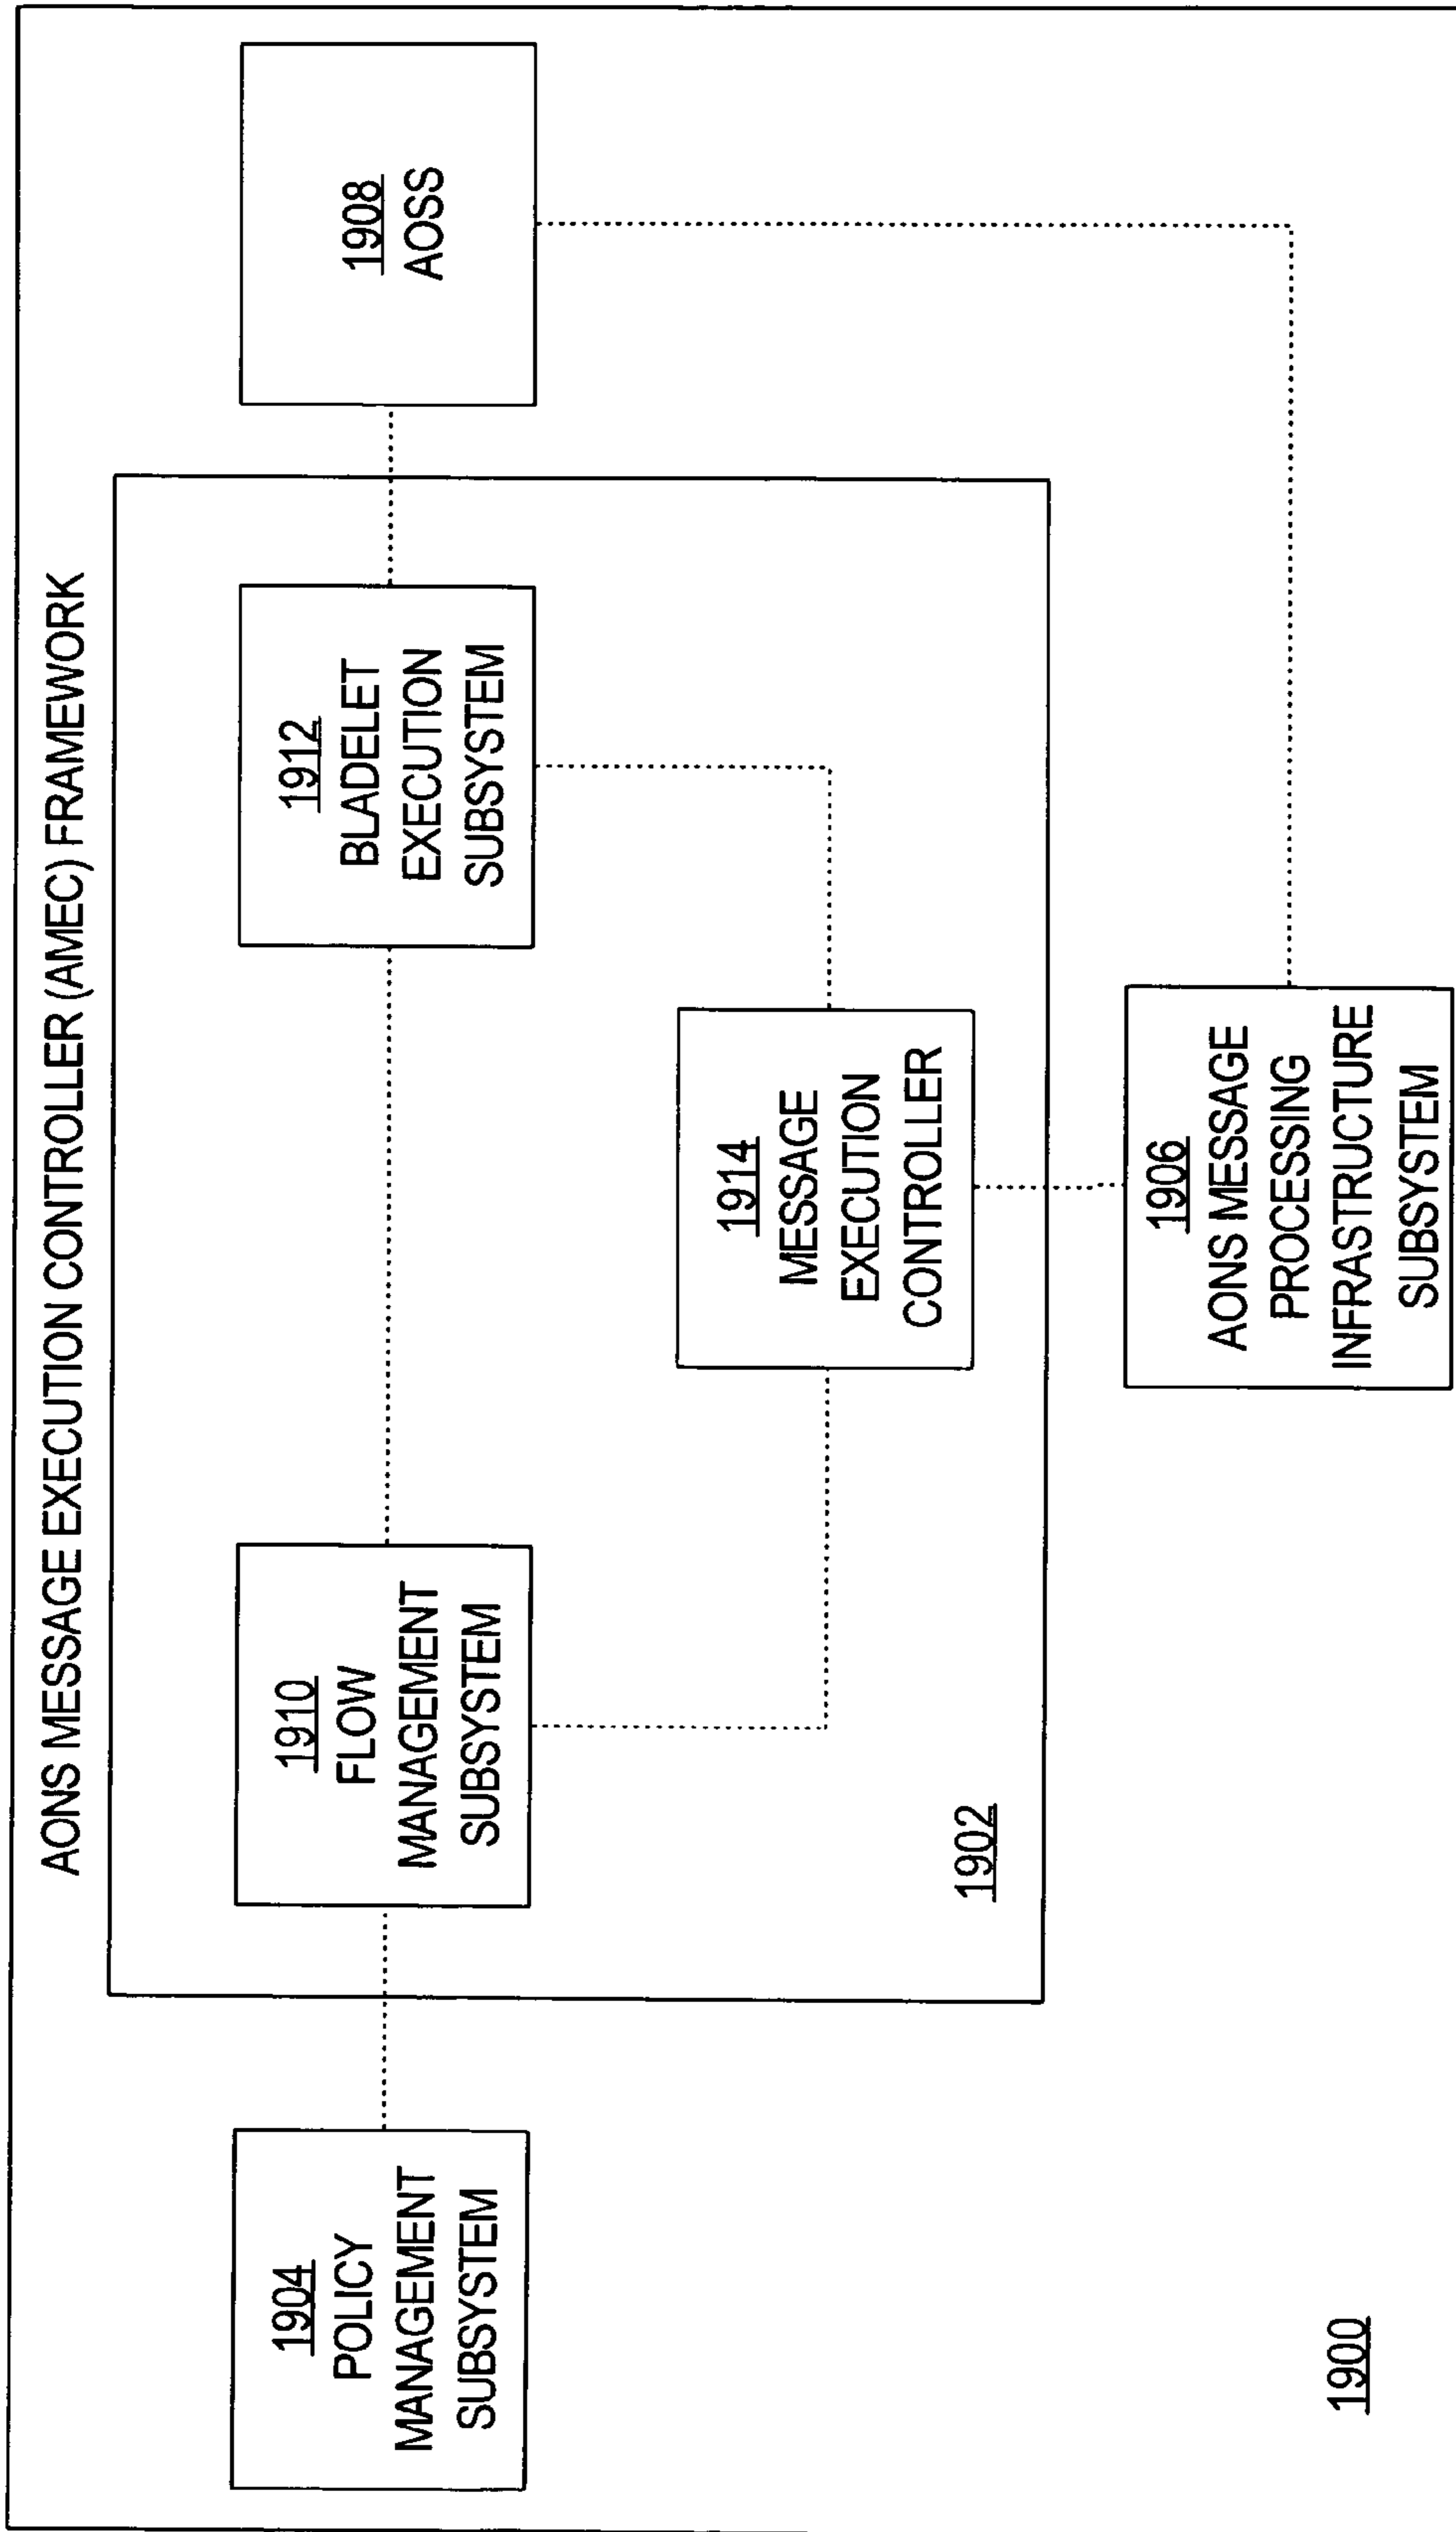 AONS MESSAGE EXECUTION CONTROLLER (AMEC) FRAMEWORK
1904
POLICY
MANAGEMENT
SUBSYSTEM
1910
FLOW
MANAGEMENT
SUBSYSTEM
1912
BLADELET
EXECUTION
SUBSYSTEM
1908
AOSS
1914
MESSAGE
EXECUTION
CONTROLLER
1902
1906
AONS MESSAGE
PROCESSING
INFRASTRUCTURE
SUBSYSTEM
1900